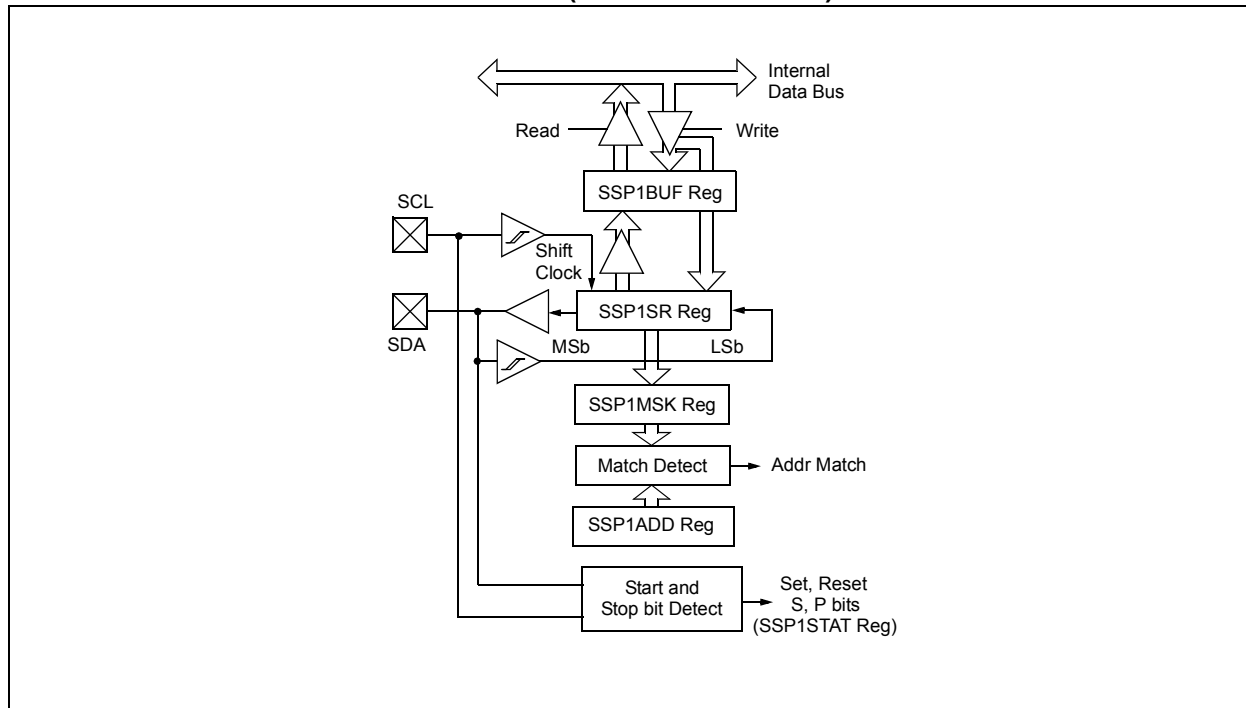 Internal
Data Bus
Read
Write
SSP1BUF Reg
SCL
Shift
Clock
SSP1SR Reg
SDA
MSb
LSb
SSP1MSK Reg
Match Detect
Addr Match
SSP1ADD Reg
Start and
Stop bit Detect
Set, Reset
S, P bits
(SSP1STAT Reg)